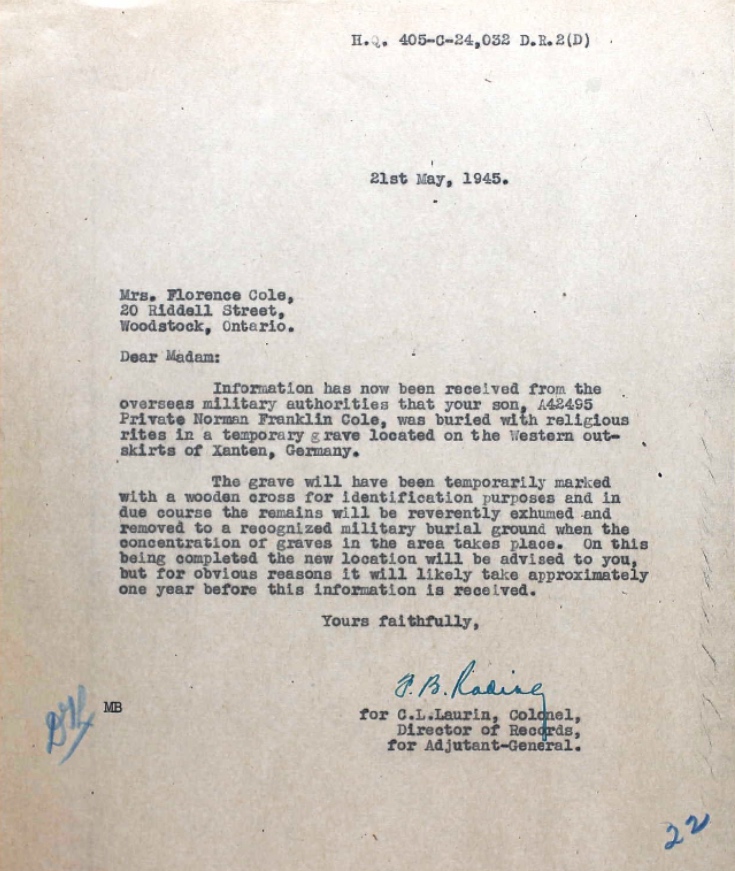 H.Q. 405-C-24,032 D.R.2(D)
21st May, 1945.
Mrs. Florence Cole,
20 Riddell Street,
Woodstock, Ontario.
Dear Madam:
Information has now been received from the
overseas military authorities that your son, A42495
Private Norman Franklin Cole, was buried with religious
rites in a temporary grave located on the Western out-
skirts of Xanten, Germany.
The grave will have been temporarily marked
with a wooden cross for identification purposes and in
due course the remains will be reverently exhumed and
removed to a recognized military burial ground when the
concentration of graves in the area takes place. On this
being completed the new location will be advised to you,
but for obvious reasons it will likely take approximately
one year before this information is received.
Yours faithfully,
MB
for C.L.Laurin, Colonel,
Director of Records,
for Adjutant-General.
22